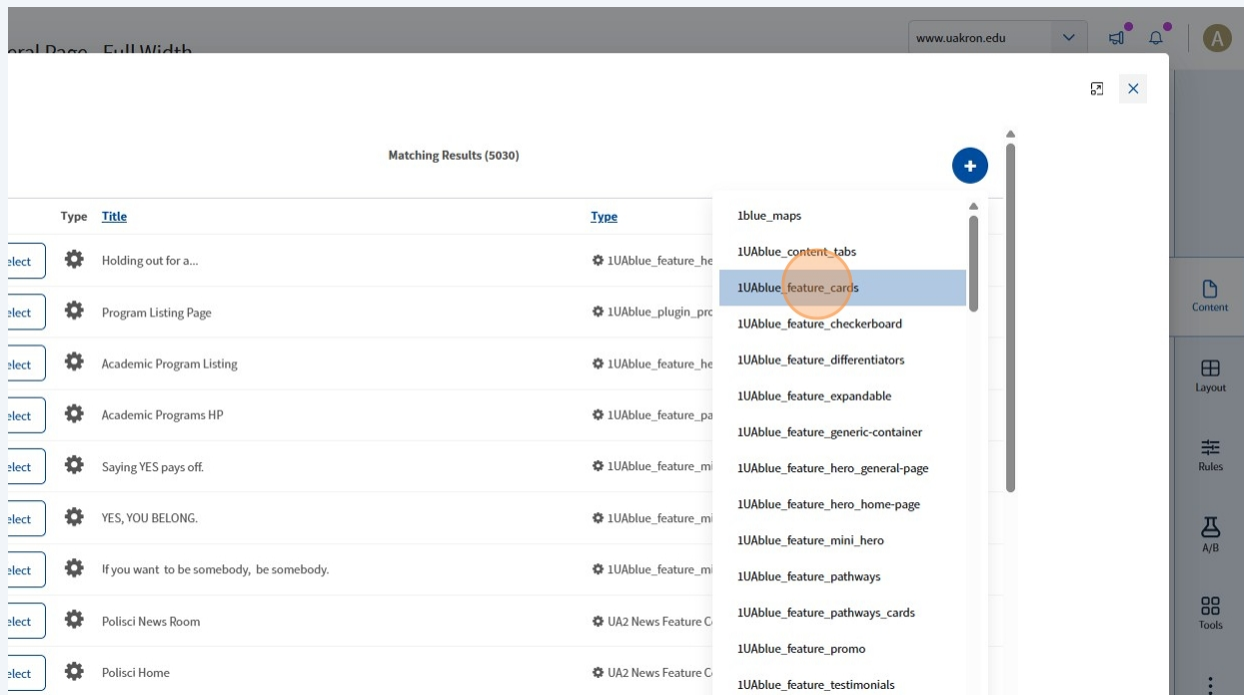 eral Page - Full Width
www.uakron.edu
A
Matching Results (5030)
Type Title Type
elect Holding out for a... 1UAblue_feature_he
elect Program Listing Page 1UAblue_plugin_pro
elect Academic Program Listing 1UAblue_feature_he
elect Academic Programs HP 1UAblue_feature_pa
elect Saying YES pays off. 1UAblue_feature_mi
elect YES, YOU BELONG. 1UAblue_feature_mi
elect If you want to be somebody, be somebody. 1UAblue_feature_mi
elect Polisci News Room UA2 News Feature C
elect Polisci Home UA2 News Feature C
1blue_maps
1UAblue_content_tabs
1UAblue_feature_cards
1UAblue_feature_checkerboard
1UAblue_feature_differentiators
1UAblue_feature_expandable
1UAblue_feature_generic-container
1UAblue_feature_hero_general-page
1UAblue_feature_hero_home-page
1UAblue_feature_mini_hero
1UAblue_feature_pathways
1UAblue_feature_pathways_cards
1UAblue_feature_promo
1UAblue_feature_testimonials
Content
Layout
Rules
A/B
Tools